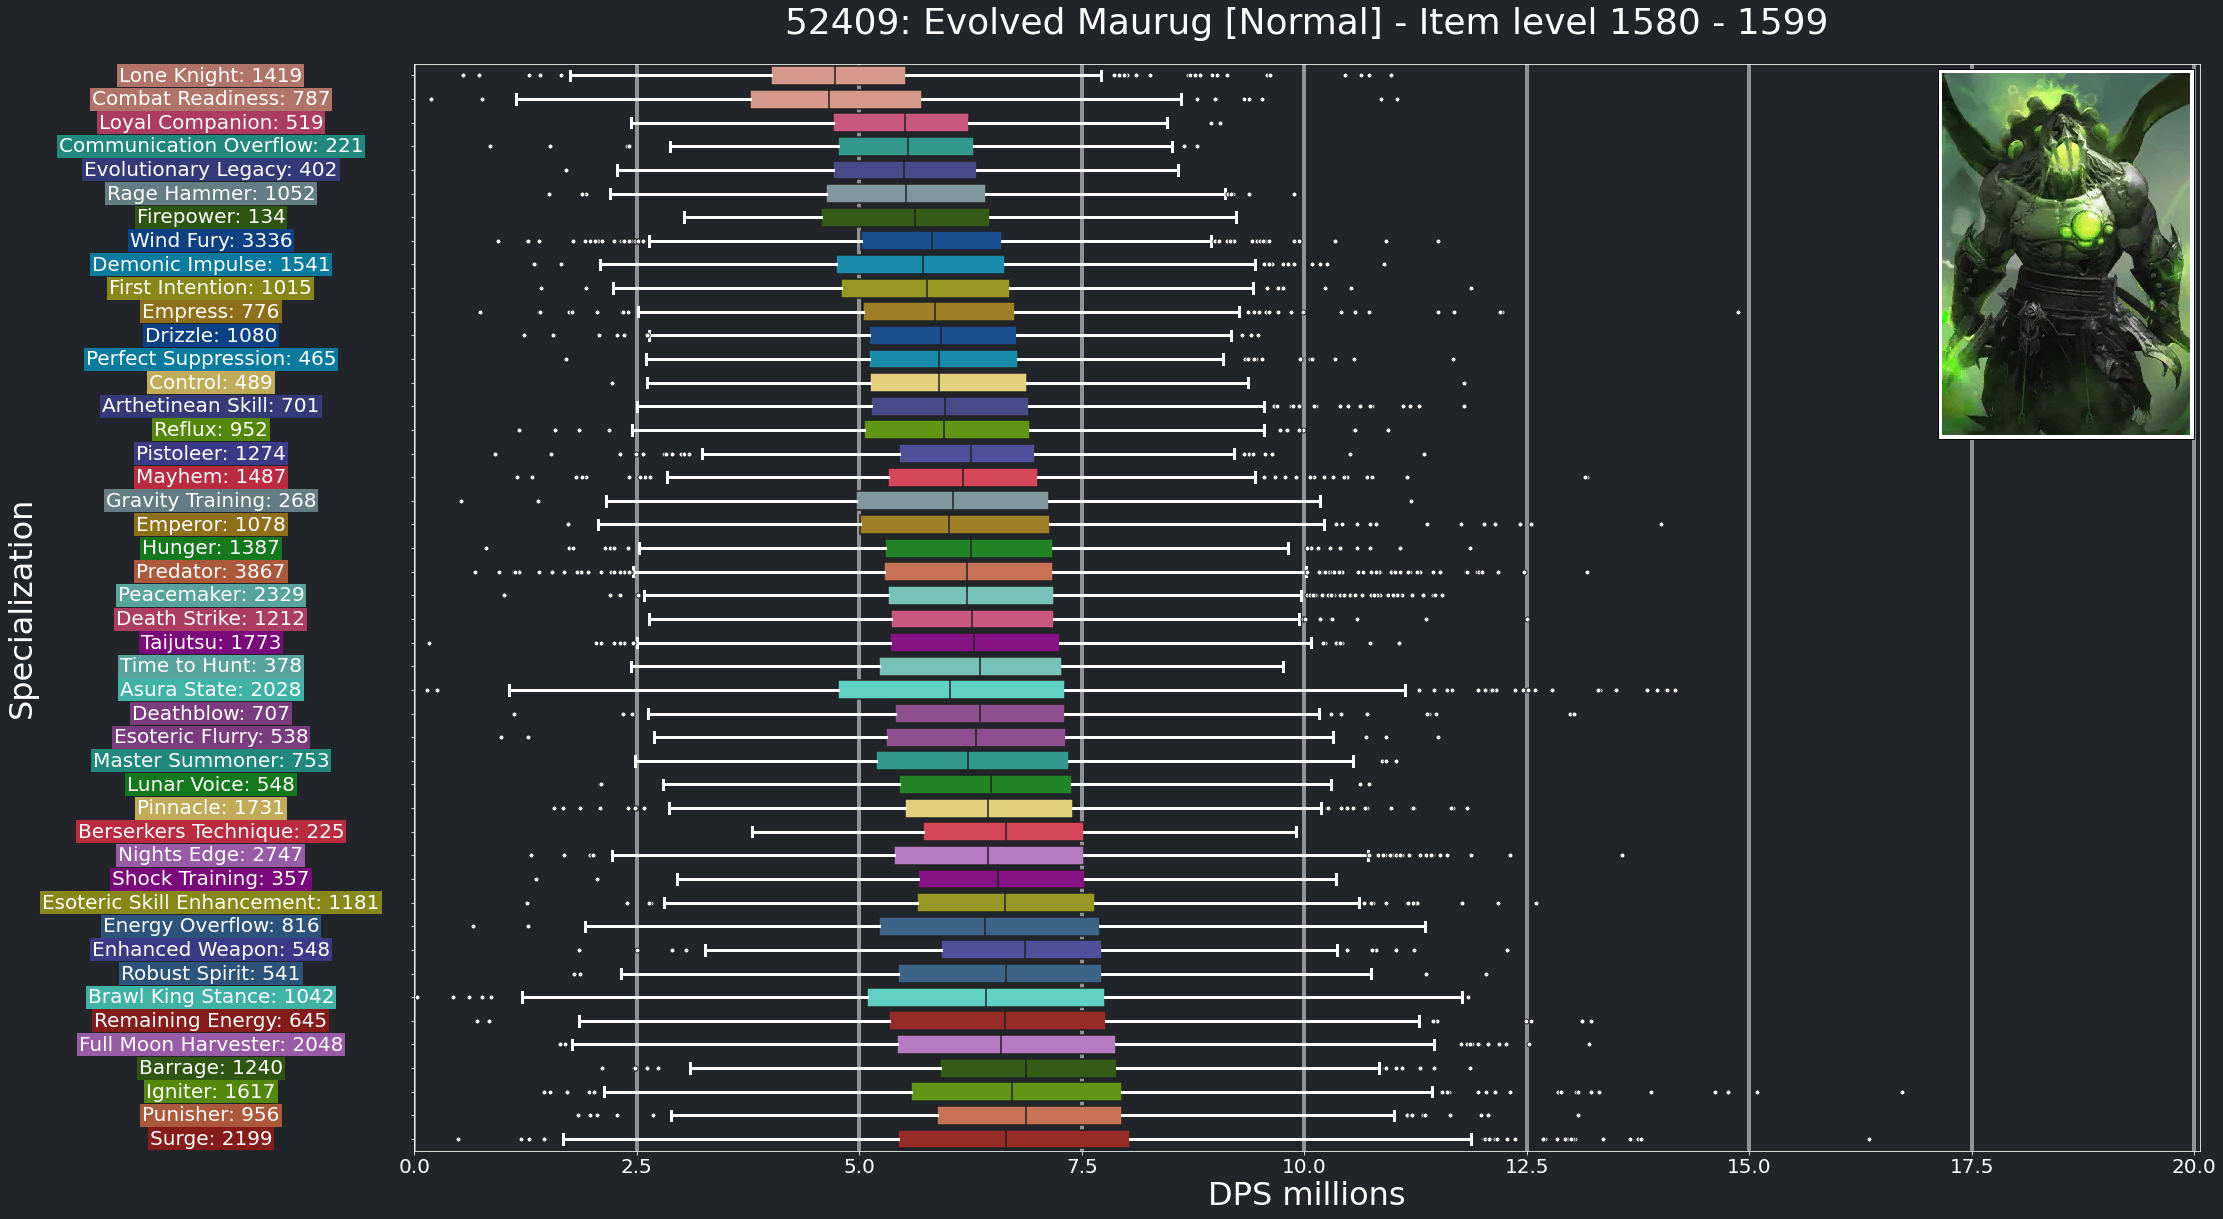 52409: Evolved Maurug [Normal] - Item level 1580 - 1599
Specialization
Lone Knight: 1419
Combat Readiness: 787
Loyal Companion: 519
Communication Overflow: 221
Evolutionary Legacy: 402
Rage Hammer: 1052
Firepower: 134
Wind Fury: 3336
Demonic Impulse: 1541
First Intention: 1015
Empress: 776
Drizzle: 1080
Perfect Suppression: 465
Control: 489
Arthetinean Skill: 701
Reflux: 952
Pistoleer: 1274
Mayhem: 1487
Gravity Training: 268
Emperor: 1078
Hunger: 1387
Predator: 3867
Peacemaker: 2329
Death Strike: 1212
Taijutsu: 1773
Time to Hunt: 378
Asura State: 2028
Deathblow: 707
Esoteric Flurry: 538
Master Summoner: 753
Lunar Voice: 548
Pinnacle: 1731
Berserkers Technique: 225
Nights Edge: 2747
Shock Training: 357
Esoteric Skill Enhancement: 1181
Energy Overflow: 816
Enhanced Weapon: 548
Robust Spirit: 541
Brawl King Stance: 1042
Remaining Energy: 645
Full Moon Harvester: 2048
Barrage: 1240
Igniter: 1617
Punisher: 956
Surge: 2199
0.0 2.5 5.0 7.5 10.0 12.5 15.0 17.5 20.0
DPS millions